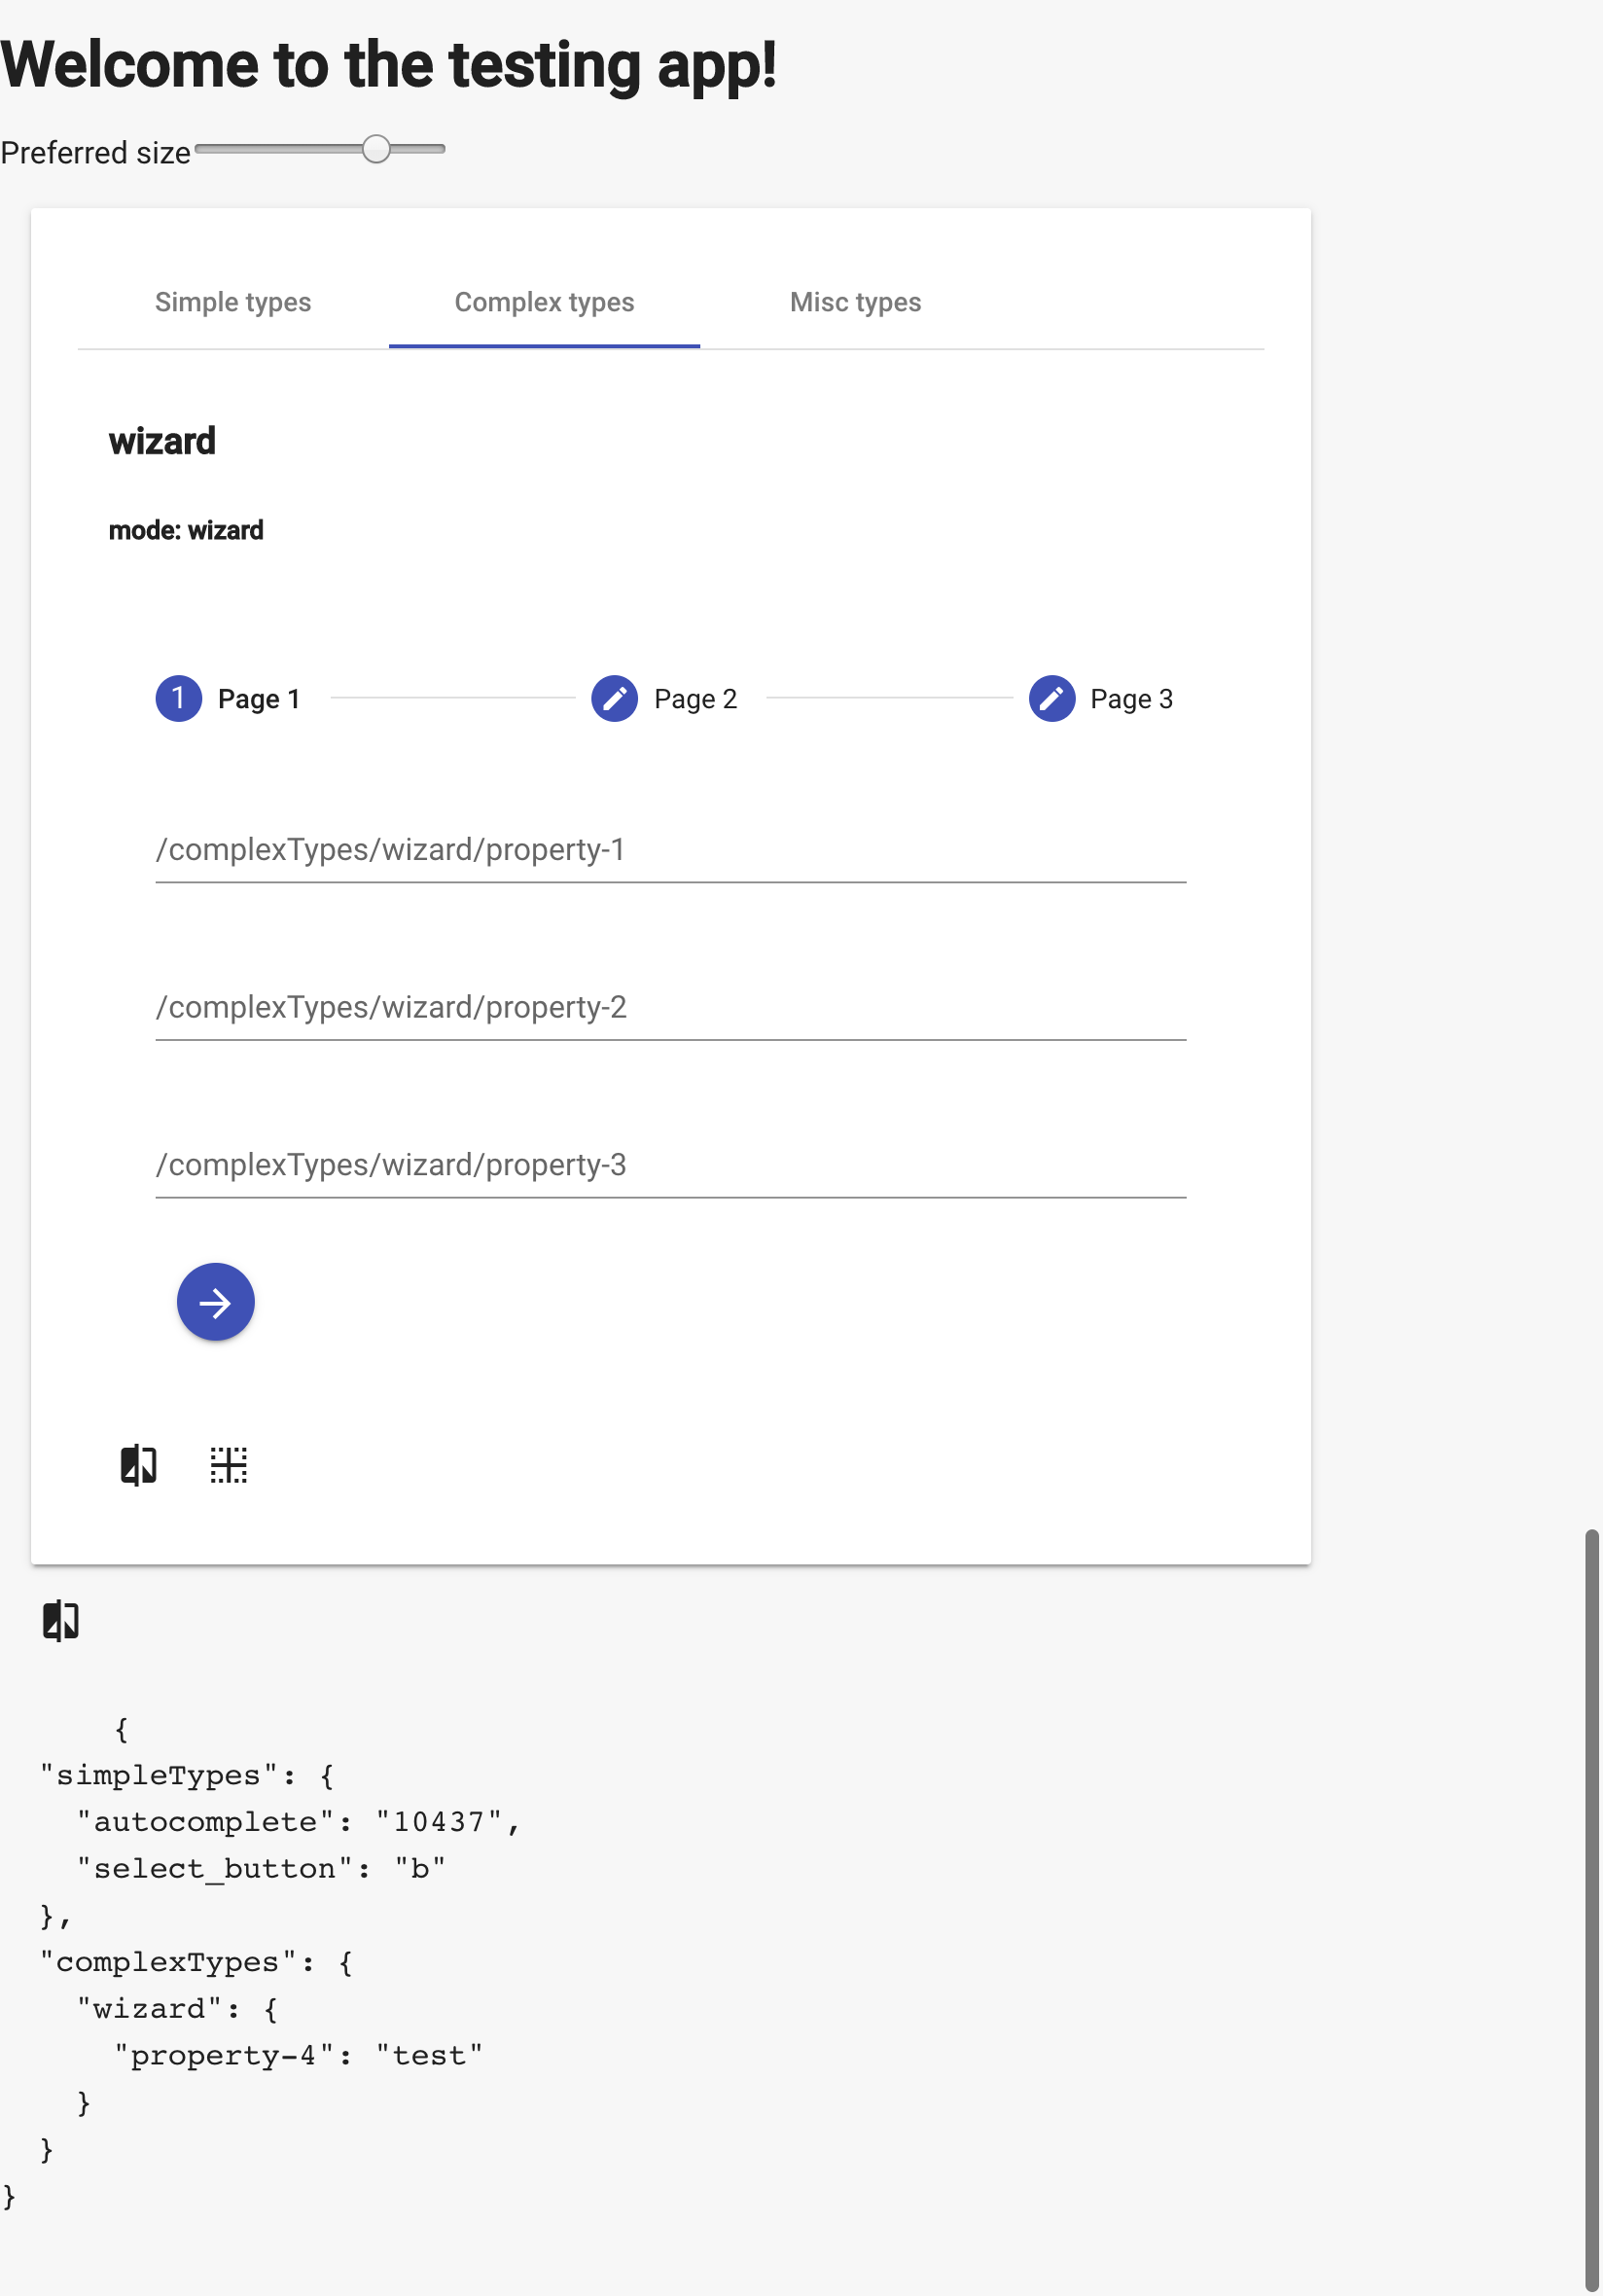 Welcome to the testing app!
Preferred size
Simple types Complex types Misc types
wizard
mode: wizard
1 Page 1 Page 2 Page 3
/complexTypes/wizard/property-1
/complexTypes/wizard/property-2
/complexTypes/wizard/property-3
{
"simpleTypes": {
"autocomplete": "10437",
"select_button": "b"
},
"complexTypes": {
"wizard": {
"property-4": "test"
}
}
}